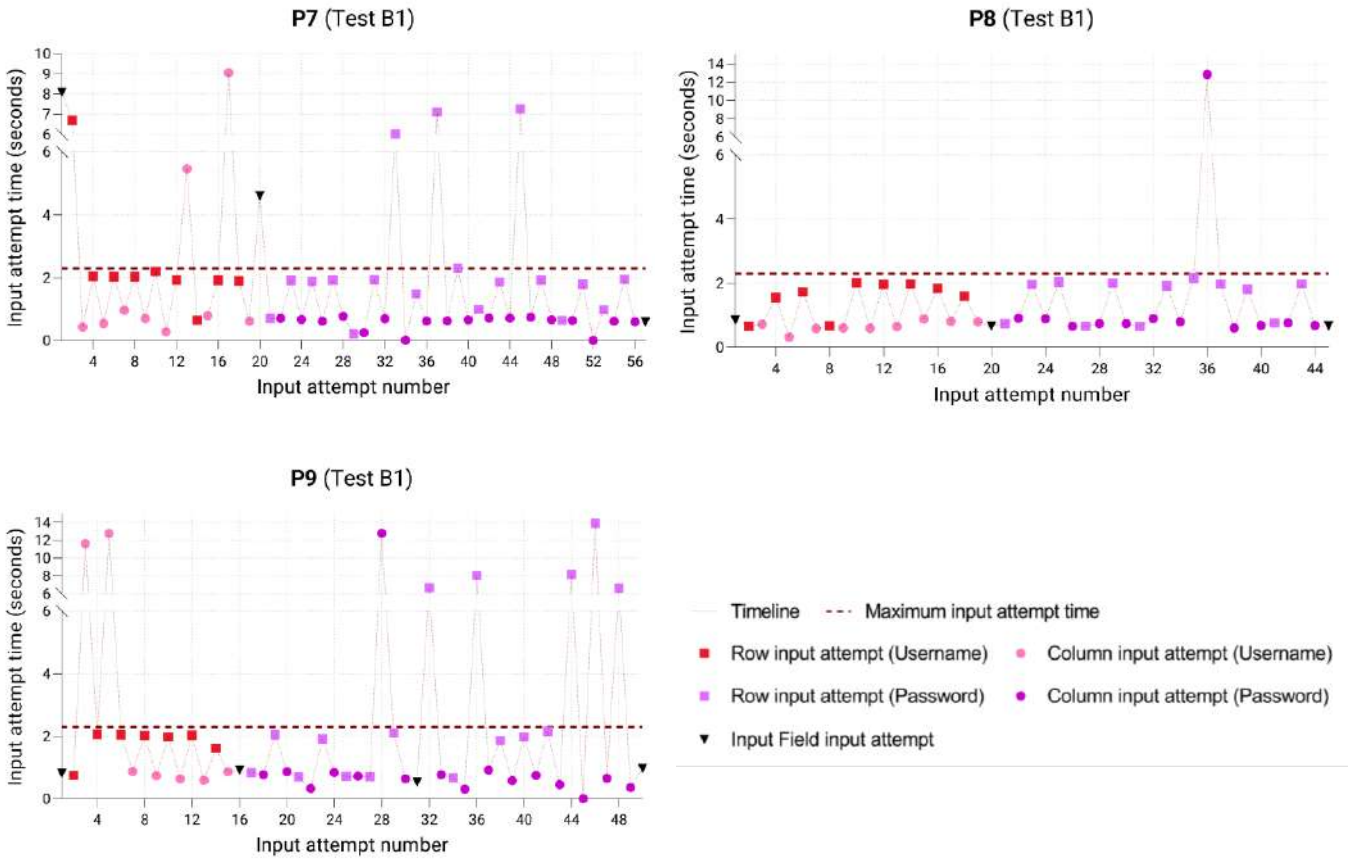 P7 (Test B1)
P8 (Test B1)
Input attempt time (seconds)
10
9
8
7
6
6
4
2
0
4 8 12 16 20 24 28 32 36 40 44 48 52 56
Input attempt number
Input attempt time (seconds)
14
12
10
8
6
6
4
2
0
4 8 12 16 20 24 28 32 36 40 44
Input attempt number
P9 (Test B1)
Input attempt time (seconds)
14
12
10
8
6
6
4
2
0
4 8 12 16 20 24 28 32 36 40 44 48
Input attempt number
Timeline Maximum input attempt time
Row input attempt (Username) Column input attempt (Username)
Row input attempt (Password) Column input attempt (Password)
Input Field input attempt